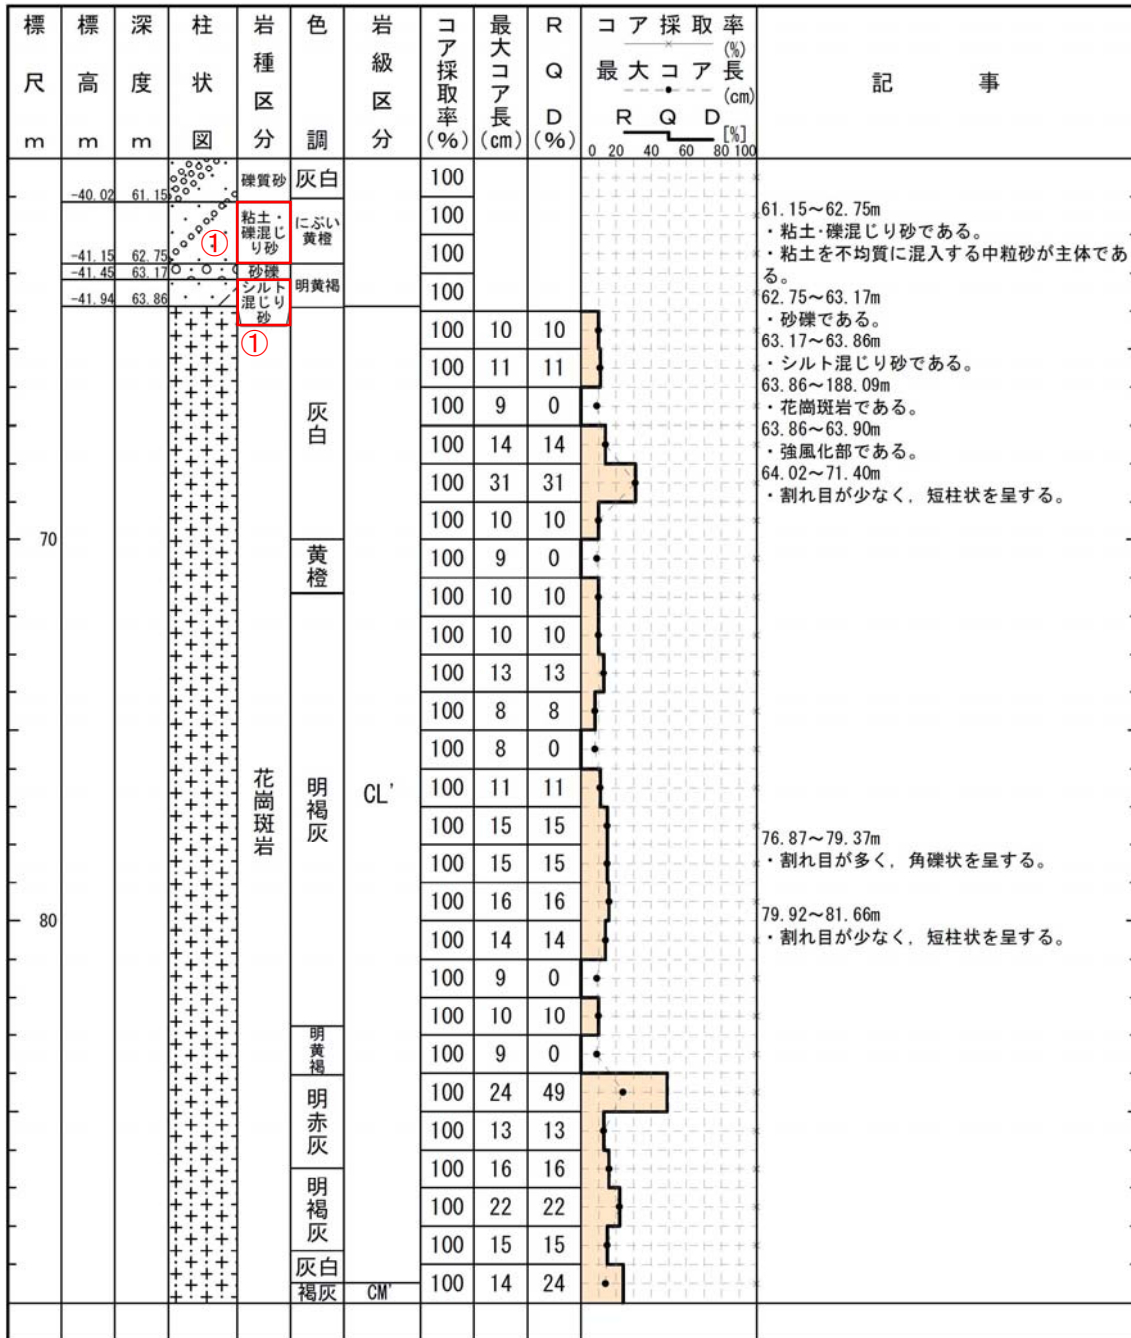 標尺m
標高m
深度m
柱状図
岩種区分
色調
岩級区分
コア採取率(%)
最大コア長(cm)
RQD(%)
コア採取率(%)
最大コア長(cm)
RQD[%]
0 20 40 60 80 100
記事
礫質砂 灰白 100
-40.02 61.15
粘土・礫混じり砂 にぶい黄橙 100
①
100
-41.15 62.75
砂礫 明黄褐
-41.45 63.17
シルト混じり砂 100
-41.94 63.86
①
61.15～62.75m
・粘土・礫混じり砂である。
・粘土を不均質に混入する中粒砂が主体であ
る。
62.75～63.17m
・砂礫である。
63.17～63.86m
・シルト混じり砂である。
63.86～188.09m
・花崗斑岩である。
63.86～63.90m
・強風化部である。
64.02～71.40m
・割れ目が少なく，短柱状を呈する。
花崗斑岩
CL'
灰白
100 10 10
100 11 11
100 9 0
100 14 14
100 31 31
100 10 10
70
黄橙
100 9 0
明褐灰
100 10 10
100 10 10
100 13 13
100 8 8
100 8 0
100 11 11
100 15 15
100 15 15
100 16 16
76.87～79.37m
・割れ目が多く，角礫状を呈する。
80
100 14 14
100 9 0
100 10 10
79.92～81.66m
・割れ目が少なく，短柱状を呈する。
明黄褐
100 9 0
明赤灰
100 24 49
100 13 13
100 16 16
明褐灰
100 22 22
100 15 15
灰白
100 14 24
褐灰 CM'